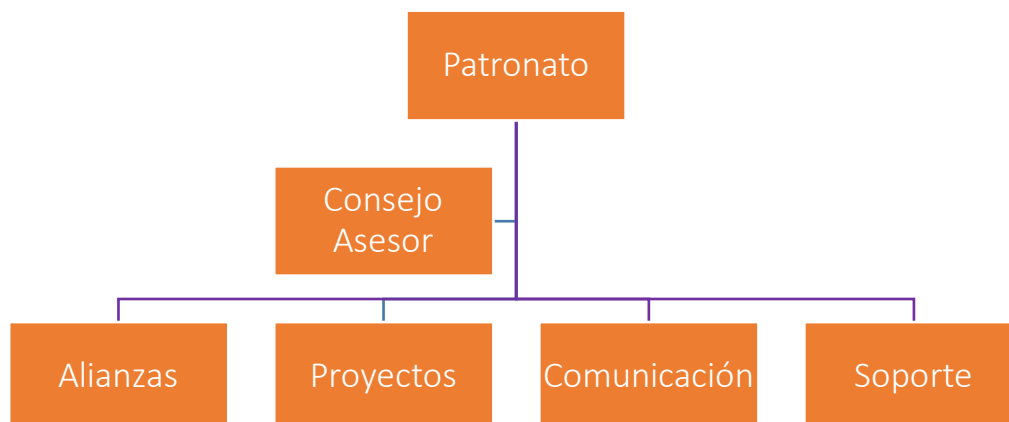 Patronato
Consejo
Asesor
Alianzas
Proyectos
Comunicación
Soporte